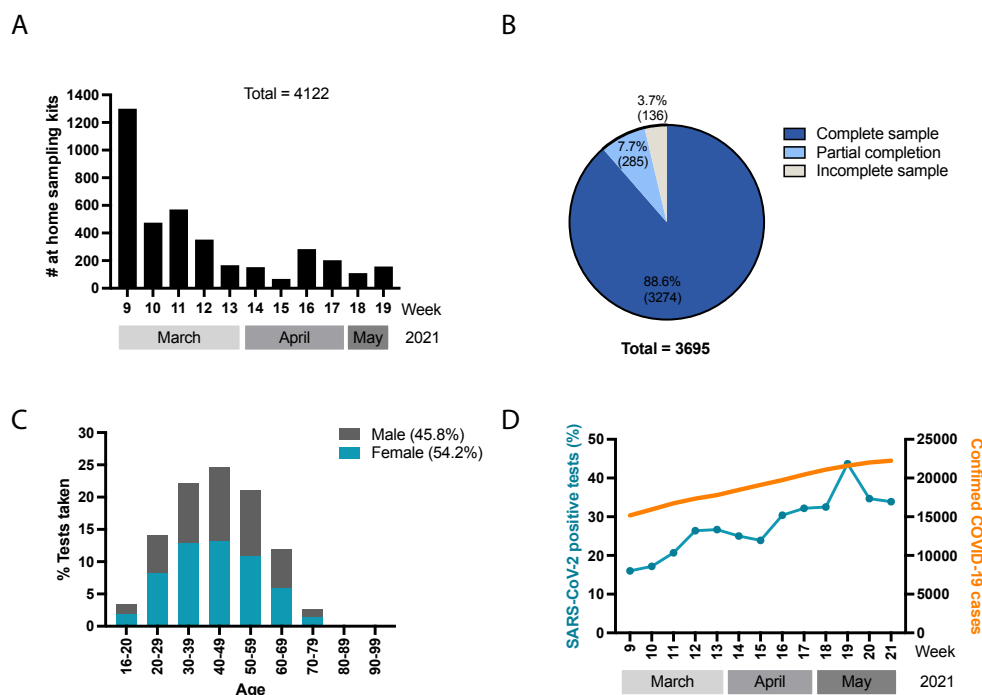 A
Total = 4122
# at home sampling kits
1400
1200
1000
800
600
400
200
0
9 10 11 12 13 14 15 16 17 18 19 Week
March April May 2021
B
3.7%
(136)
7.7%
(285)
88.6%
(3274)
Complete sample
Partial completion
Incomplete sample
Total = 3695
C
Male (45.8%)
Female (54.2%)
% Tests taken
30
25
20
15
10
5
0
16-20 20-29 30-39 40-49 50-59 60-69 70-79 80-89 90-99
Age
D
SARS-CoV-2 positive tests (%)
50
40
30
20
10
0
25000
20000
15000
10000
5000
0
Confimed COVID-19 cases
9 10 11 12 13 14 15 16 17 18 19 20 21 Week
March April May 2021